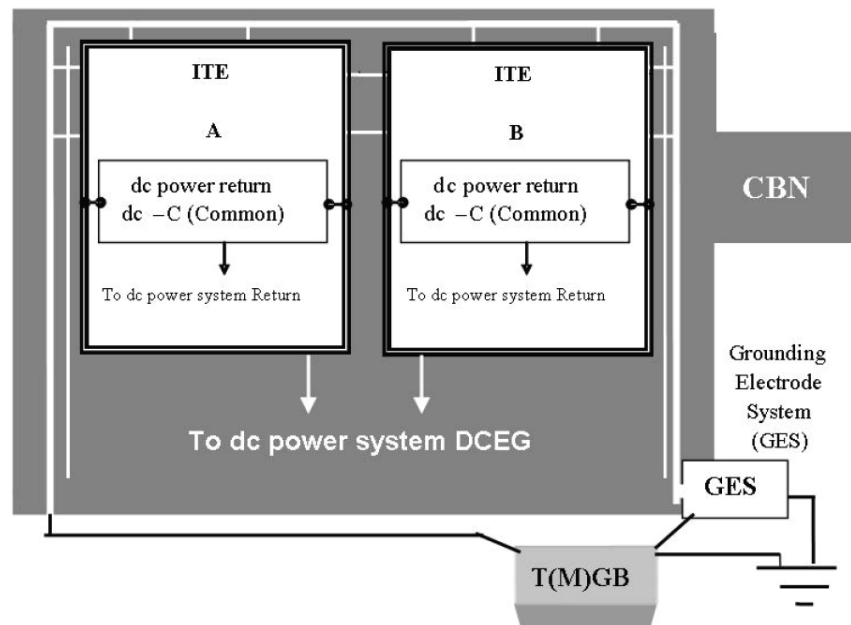 ITE
A
dc power return
dc –C (Common)
To dc power system Return
ITE
B
dc power return
dc –C (Common)
To dc power system Return
CBN
To dc power system DCEG
Grounding
Electrode
System
(GES)
GES
T(M)GB